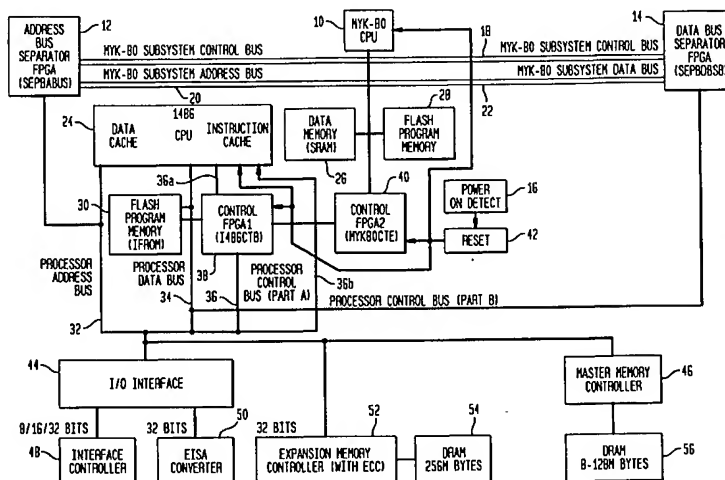 12
ADDRESS
BUS
SEPARATOR
FPGA
(SEPBABUS)
10
MYK-80
CPU
14
DATA BUS
SEPARATOR
FPGA
(SEPBDBSB)
MYK-80 SUBSYSTEM CONTROL BUS
18
MYK-80 SUBSYSTEM CONTROL BUS
MYK-80 SUBSYSTEM ADDRESS BUS
MYK-80 SUBSYSTEM DATA BUS
20
22
24
DATA
CACHE
I486
CPU
INSTRUCTION
CACHE
DATA
MEMORY
(SRAM)
26
28
FLASH
PROGRAM
MEMORY
36a
40
30
FLASH
PROGRAM
MEMORY
(IFROM)
CONTROL
FPGA1
(I486CTB)
38
CONTROL
FPGA2
(MYK80CTE)
POWER
ON DETECT
16
RESET
42
PROCESSOR
ADDRESS
BUS
32
PROCESSOR
DATA BUS
34
36
PROCESSOR
CONTROL
BUS (PART A)
36b
PROCESSOR CONTROL BUS (PART B)
44
I/O INTERFACE
MASTER MEMORY
CONTROLLER
46
8/16/32 BITS
32 BITS
50
32 BITS
52
54
48
INTERFACE
CONTROLLER
EISA
CONVERTER
EXPANSION MEMORY
CONTROLLER (WITH ECC)
DRAM
256M BYTES
DRAM
8-128M BYTES
56